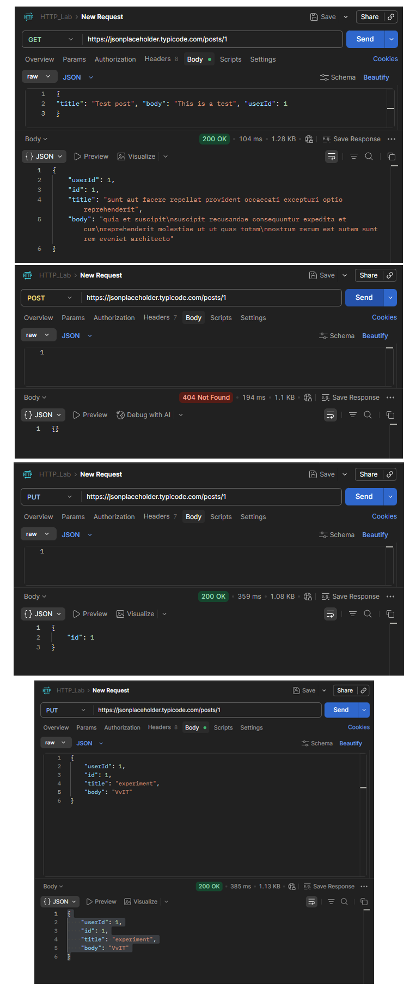 HTTP HTTP_Lab > New Request Save Share
GET https://jsonplaceholder.typicode.com/posts/1 Send
Overview Params Authorization Headers 8 Body Scripts Settings Cookies
raw JSON Schema Beautify
1 {
2 "title": "Test post", "body": "This is a test", "userId": 1
3 }
Body 200 OK 104 ms 1.28 KB e.g. Save Response
{} JSON Preview Visualize
1 {
2 "userId": 1,
3 "id": 1,
4 "title": "sunt aut facere repellat provident occaecati excepturi optio
reprehenderit",
5 "body": "quia et suscipit\nsuscipit recusandae consequuntur expedita et
cum\nreprehenderit molestiae ut ut quas totam\nnostrum rerum est autem sunt
rem eveniet architecto"
6 }
HTTP HTTP_Lab > New Request Save Share
POST https://jsonplaceholder.typicode.com/posts/1 Send
Overview Params Authorization Headers 7 Body Scripts Settings Cookies
raw JSON Schema Beautify
1
Body 404 Not Found 194 ms 1.1 KB e.g. Save Response
{} JSON Preview Debug with AI
1 {}
HTTP HTTP_Lab > New Request Save Share
PUT https://jsonplaceholder.typicode.com/posts/1 Send
Overview Params Authorization Headers 7 Body Scripts Settings Cookies
raw JSON Schema Beautify
1
Body 200 OK 359 ms 1.08 KB e.g. Save Response
{} JSON Preview Visualize
1 {
2 "id": 1
3 }
HTTP HTTP_Lab > New Request Save Share
PUT https://jsonplaceholder.typicode.com/posts/1 Send
Overview Params Authorization Headers 8 Body Scripts Settings Cookies
raw JSON Schema Beautify
1 {
2 "userId": 1,
3 "id": 1,
4 "title": "experiment",
5 "body": "VvIT"
6 }
Body 200 OK 385 ms 1.13 KB e.g. Save Response
{} JSON Preview Visualize
1 {
2 "userId": 1,
3 "id": 1,
4 "title": "experiment",
5 "body": "VvIT"
6 }